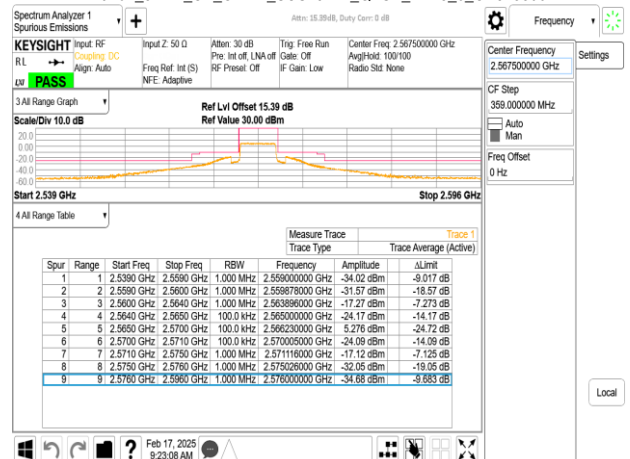 Spectrum Analyzer 1
Spurious Emissions
Attn: 15.39dB, Duty Corr: 0 dB
Frequency
KEYSIGHT Input: RF Input Z: 50 Ω Atten: 30 dB Trig: Free Run Center Freq: 2.567500000 GHz
RL Coupling: DC Pre: Int off, LNA off Gate: Off Avg|Hold: 100/100
Align: Auto Freq Ref: Int (S) RF Presel: Off IF Gain: Low Radio Std: None
LXI PASS NFE: Adaptive
Center Frequency
2.567500000 GHz
Settings
CF Step
359.000000 MHz
Auto
Man
Freq Offset
0 Hz
3 All Range Graph
Ref Lvl Offset 15.39 dB
Scale/Div 10.0 dB Ref Value 30.00 dBm
20.0
0.00
-20.0
-40.0
-60.0
Start 2.539 GHz Stop 2.596 GHz
4 All Range Table
Measure Trace Trace 1
Trace Type Trace Average (Active)
Spur Range Start Freq Stop Freq RBW Frequency Amplitude ΔLimit
1 1 2.5390 GHz 2.5590 GHz 1.000 MHz 2.559000000 GHz -34.02 dBm -9.017 dB
2 2 2.5590 GHz 2.5600 GHz 1.000 MHz 2.559878000 GHz -31.57 dBm -18.57 dB
3 3 2.5600 GHz 2.5640 GHz 1.000 MHz 2.563896000 GHz -17.27 dBm -7.273 dB
4 4 2.5640 GHz 2.5650 GHz 100.0 kHz 2.565000000 GHz -24.17 dBm -14.17 dB
5 5 2.5650 GHz 2.5700 GHz 100.0 kHz 2.566230000 GHz 5.276 dBm -24.72 dB
6 6 2.5700 GHz 2.5710 GHz 100.0 kHz 2.570005000 GHz -24.09 dBm -14.09 dB
7 7 2.5710 GHz 2.5750 GHz 1.000 MHz 2.571116000 GHz -17.12 dBm -7.125 dB
8 8 2.5750 GHz 2.5760 GHz 1.000 MHz 2.575026000 GHz -32.05 dBm -19.05 dB
9 9 2.5760 GHz 2.5960 GHz 1.000 MHz 2.576000000 GHz -34.68 dBm -9.683 dB
Local
Feb 17, 2025
9:23:08 AM